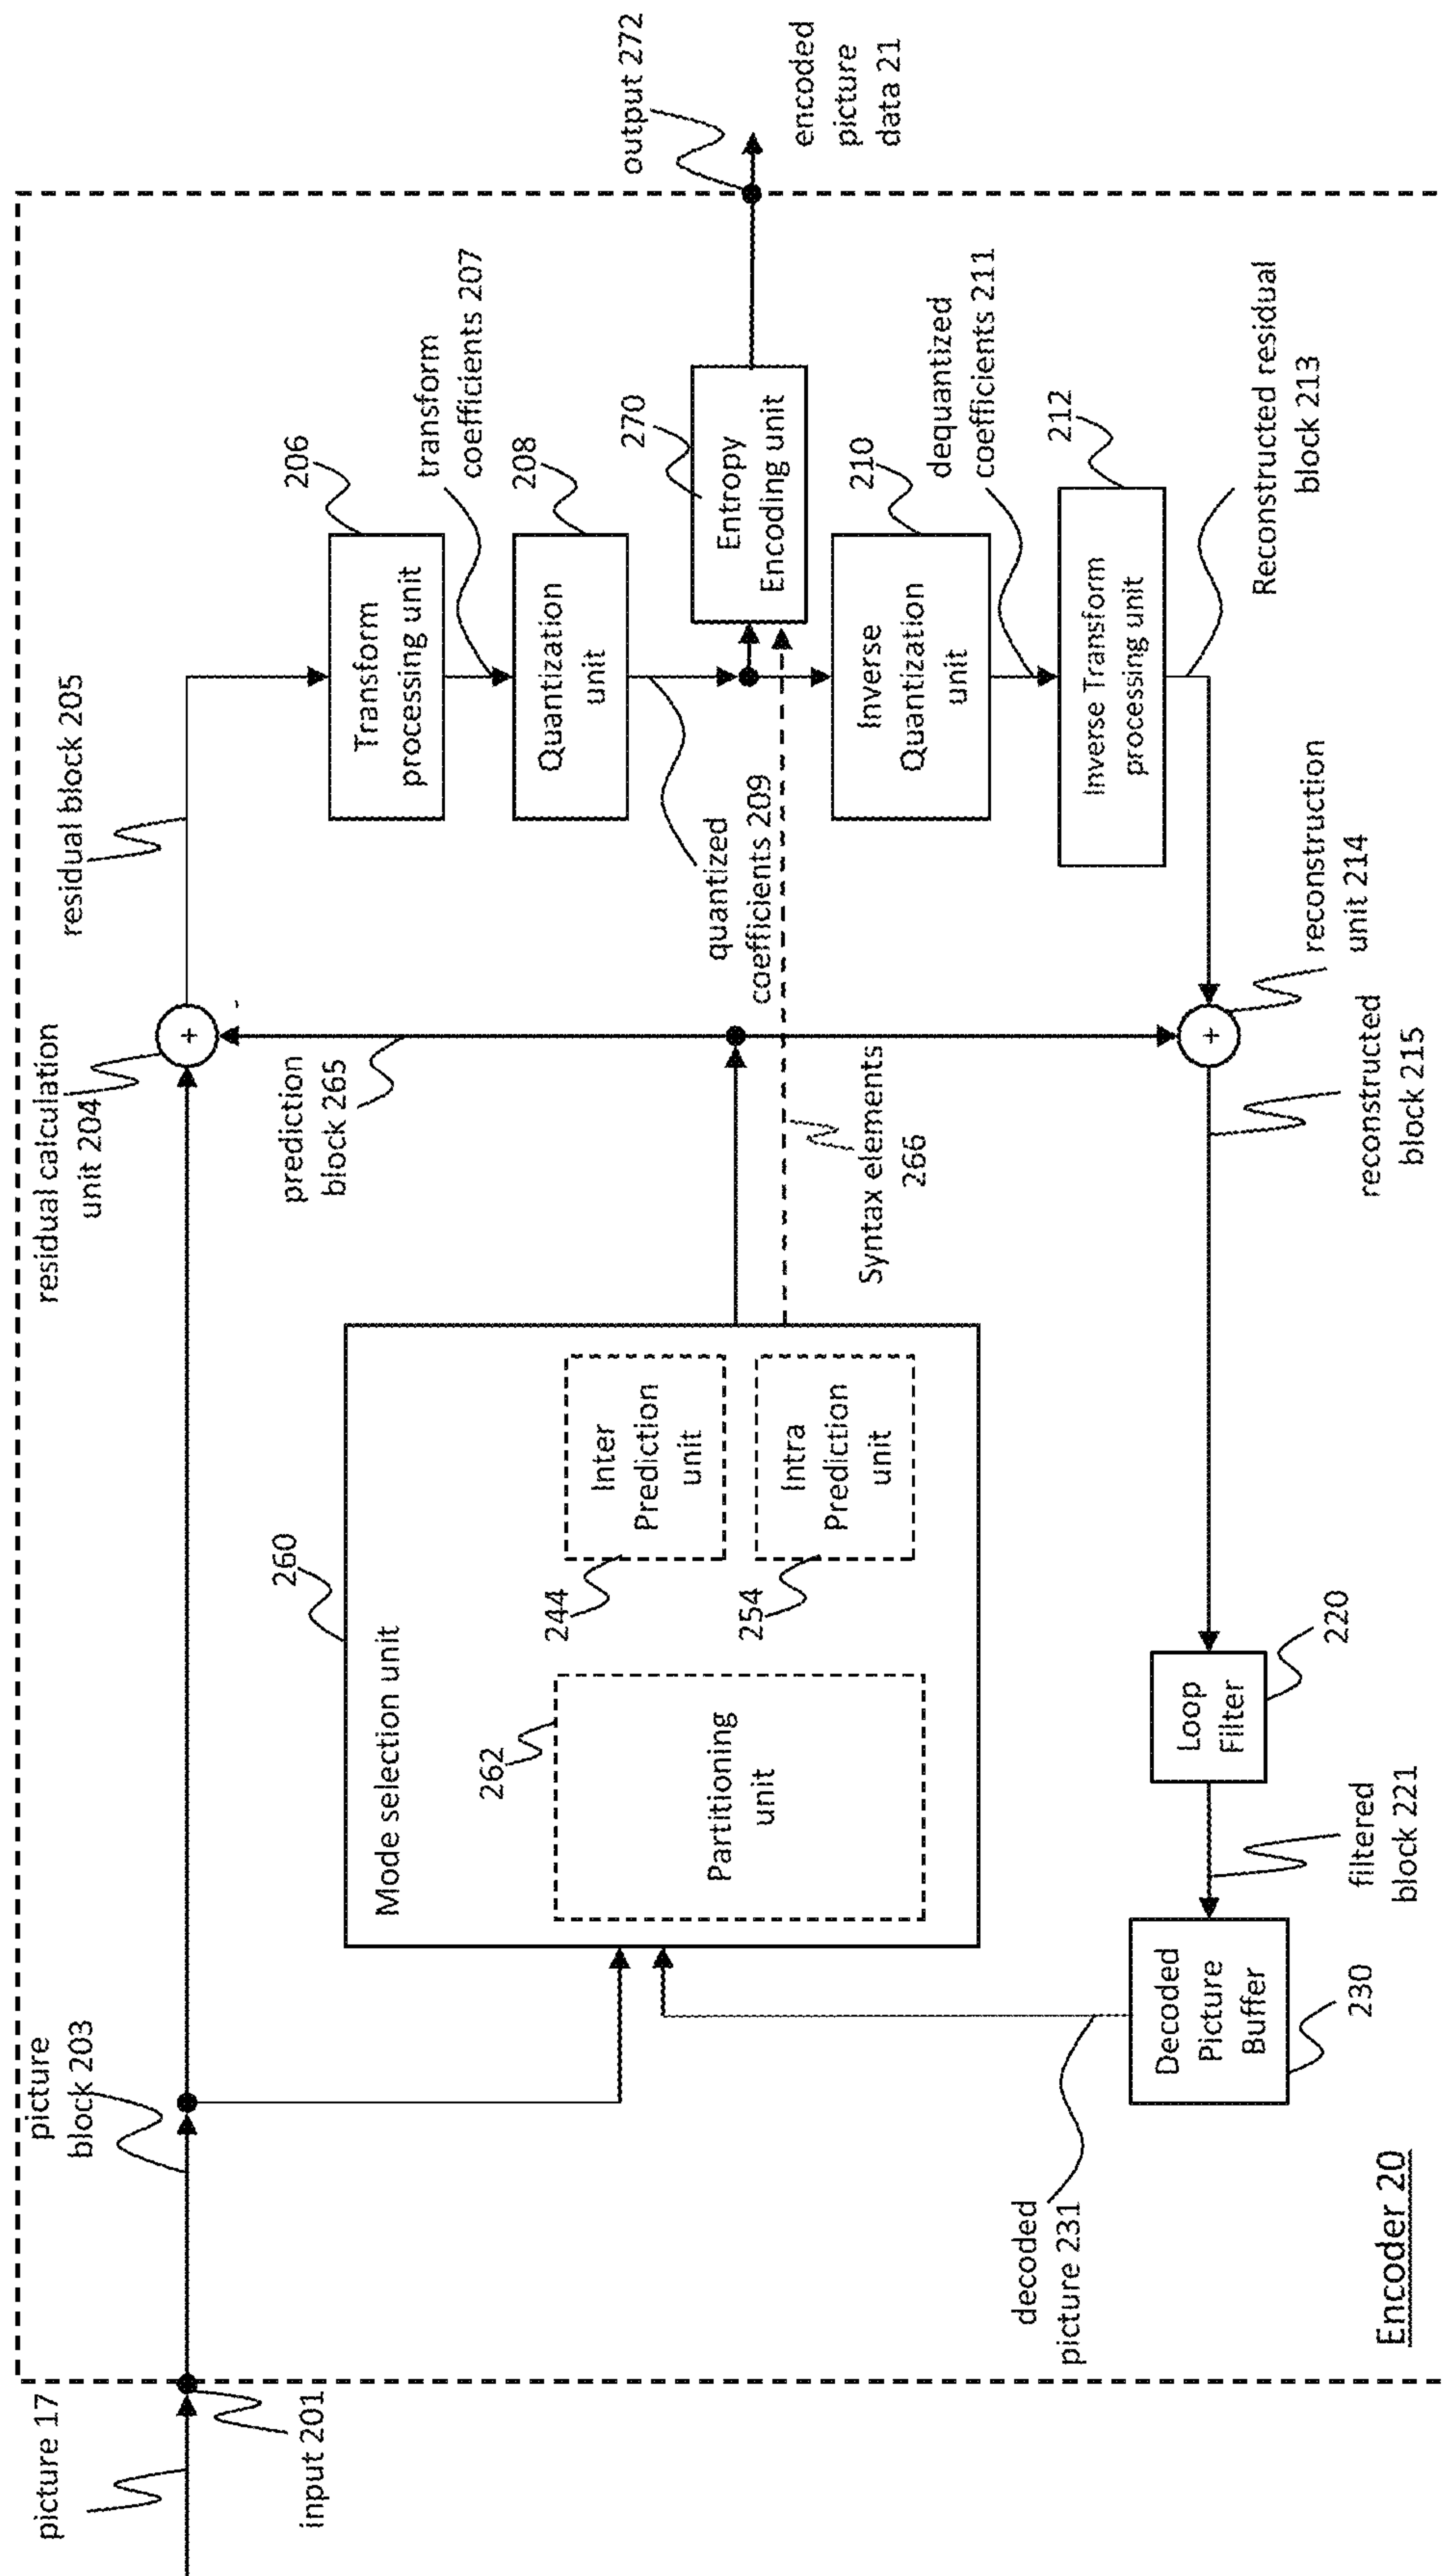 picture 17
input 201
picture
block 203
residual calculation
unit 204
residual block 205
prediction
block 265
206
Transform
processing unit
transform
coefficients 207
208
Quantization
unit
quantized
coefficients 209
270
Entropy
Encoding unit
output 272
encoded
picture
data 21
260
Mode selection unit
262
Partitioning
unit
244
Inter
Prediction
unit
254
Intra
Prediction
unit
Syntax elements
266
210
Inverse
Quantization
unit
dequantized
coefficients 211
212
Inverse Transform
processing unit
Reconstructed residual
block 213
+
-
+
reconstruction
unit 214
reconstructed
block 215
220
Loop
Filter
filtered
block 221
Decoded
Picture
Buffer
230
decoded
picture 231
Encoder 20